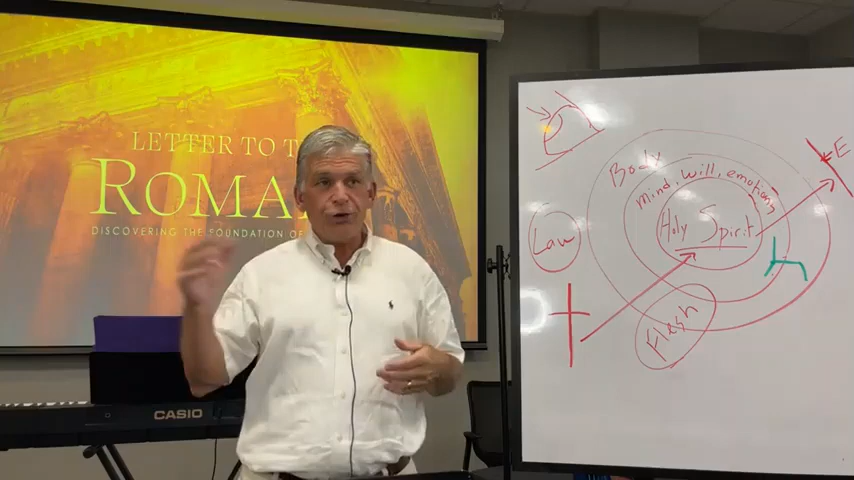 LETTER TO T
ROMA
DISCOVERING THE FOUNDATION OF
CASIO
Body
mind, will, emotions
Holy Spirit
Law
Flesh
E